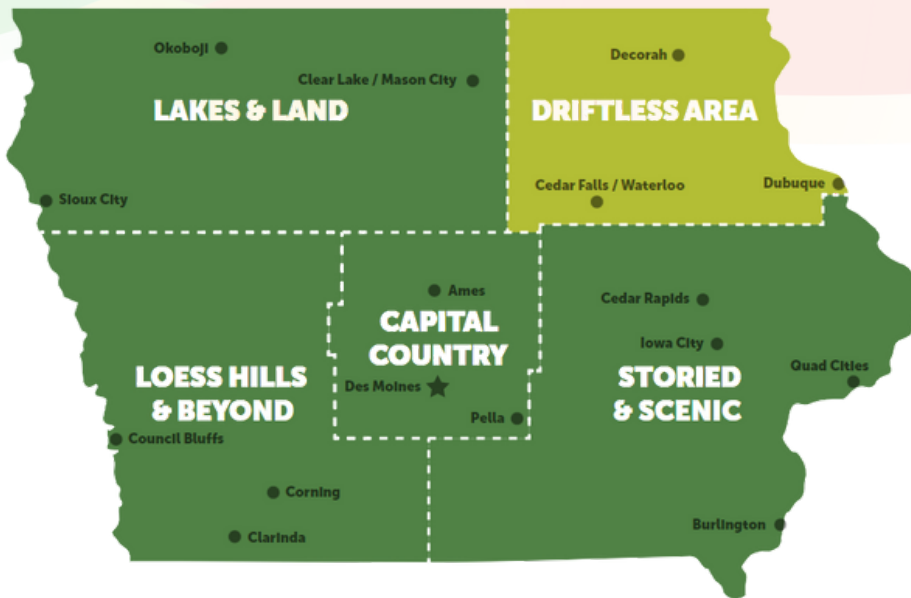 Okoboji
Clear Lake / Mason City
LAKES & LAND
Sioux City
Decorah
DRIFTLESS AREA
Cedar Falls / Waterloo
Dubuque
Ames
CAPITAL
COUNTRY
Des Moines
Pella
LOESS HILLS
& BEYOND
Council Bluffs
Corning
Clarinda
Cedar Rapids
Iowa City
Quad Cities
STORIED
& SCENIC
Burlington